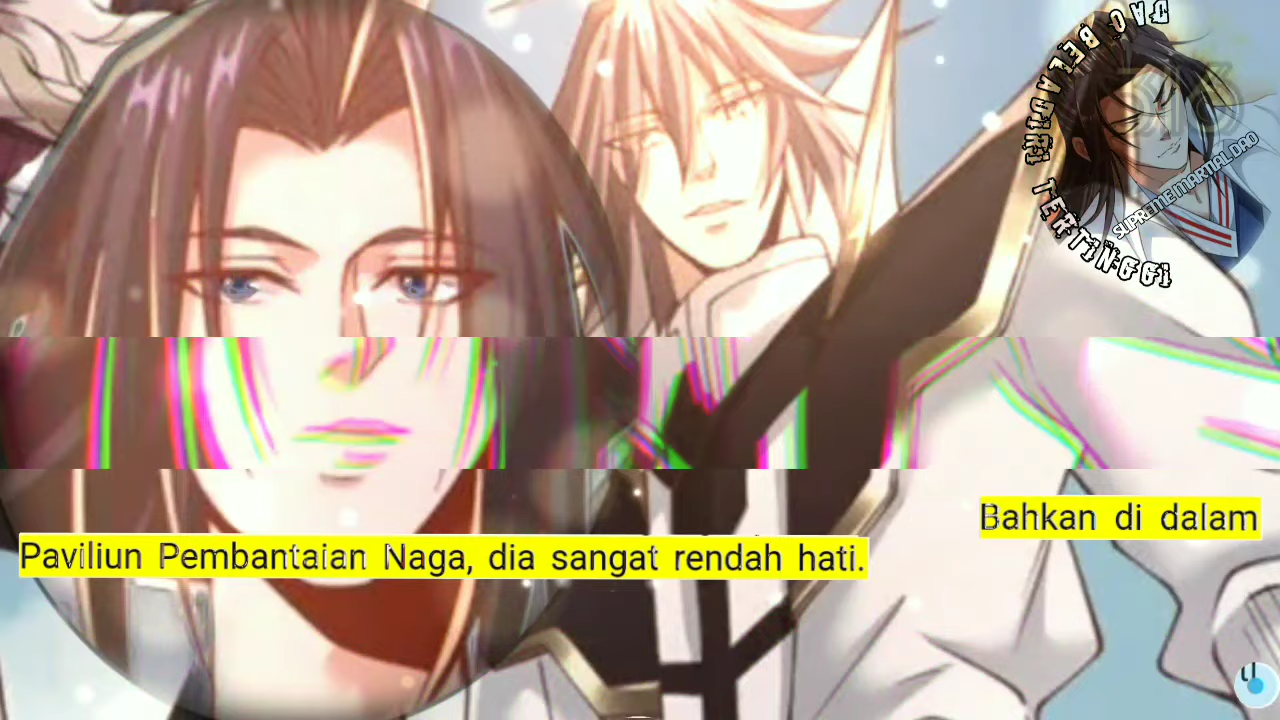 DAO BELADIRI TERTINGGI
SUPREME MARTIAL DAO
Bahkan di dalam
Paviliun Pembantaian Naga, dia sangat rendah hati.